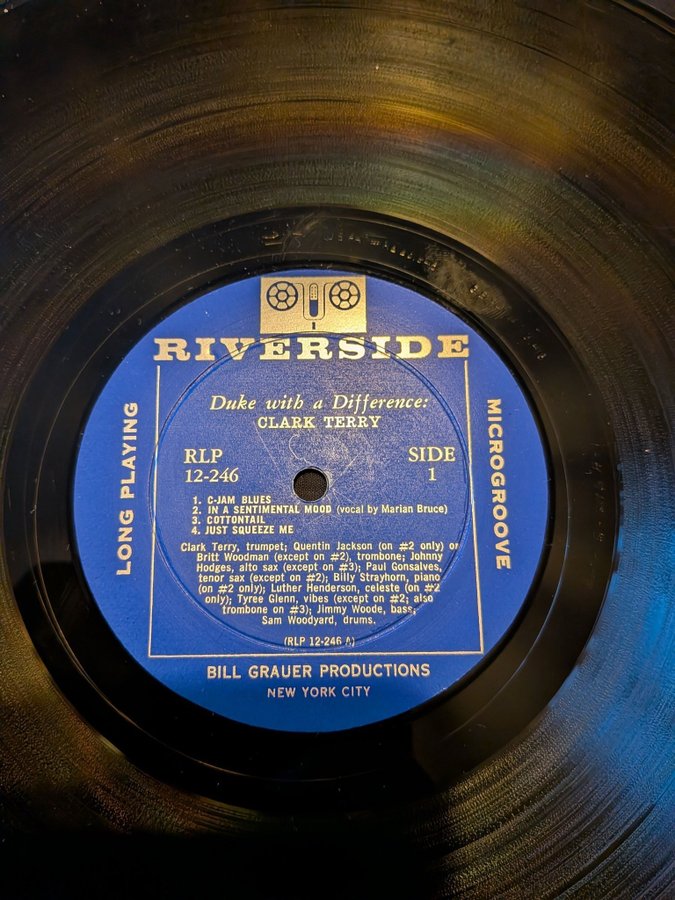 RIVERSIDE
Duke with a Difference:
CLARK TERRY
RLP
12-246
SIDE
1
LONG PLAYING
MICROGROOVE
1. C-JAM BLUES
2. IN A SENTIMENTAL MOOD (vocal by Marian Bruce)
3. COTTONTAIL
4. JUST SQUEEZE ME
Clark Terry, trumpet; Quentin Jackson (on #2 only) or
Britt Woodman (except on #2), trombone; Johnny
Hodges, alto sax (except on #3); Paul Gonsalves,
tenor sax (except on #2); Billy Strayhorn, piano
(on #2 only); Luther Henderson, celeste (on #2
only); Tyree Glenn, vibes (except on #2; also
trombone on #3); Jimmy Woode, bass,
Sam Woodyard, drums.
(RLP 12-246 A)
BILL GRAUER PRODUCTIONS
NEW YORK CITY